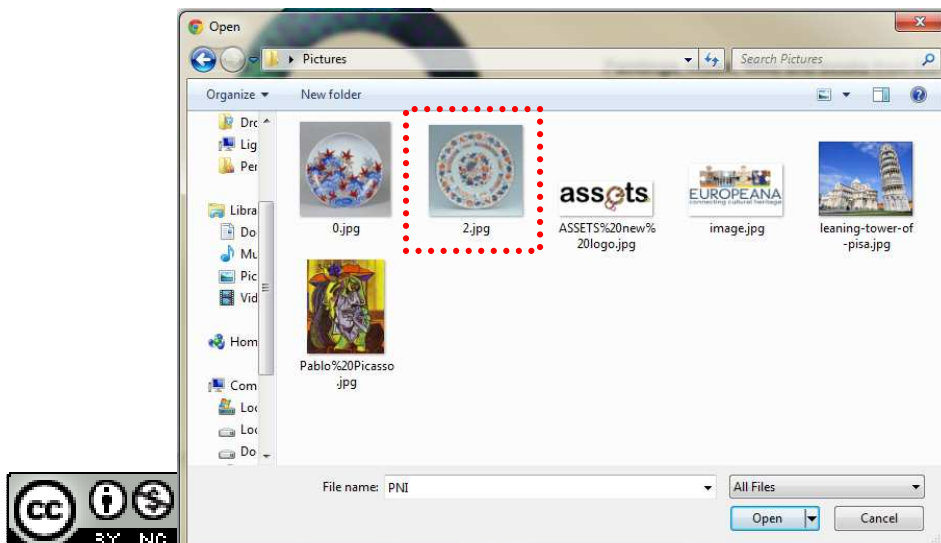 Open
Pictures
Search Pictures
Organize
New folder
Drc
Lig
Per
Libra
Do
Mu
Pic
Vid
Hom
Com
Loc
Loc
Do
0.jpg
2.jpg
assets
ASSETS%20new%
20logo.jpg
EUROPEANA
connecting cultural heritage
image.jpg
leaning-tower-of
-pisa.jpg
Pablo%20Picasso
.jpg
File name: PNI
All Files
Open
Cancel
cc
BY NC